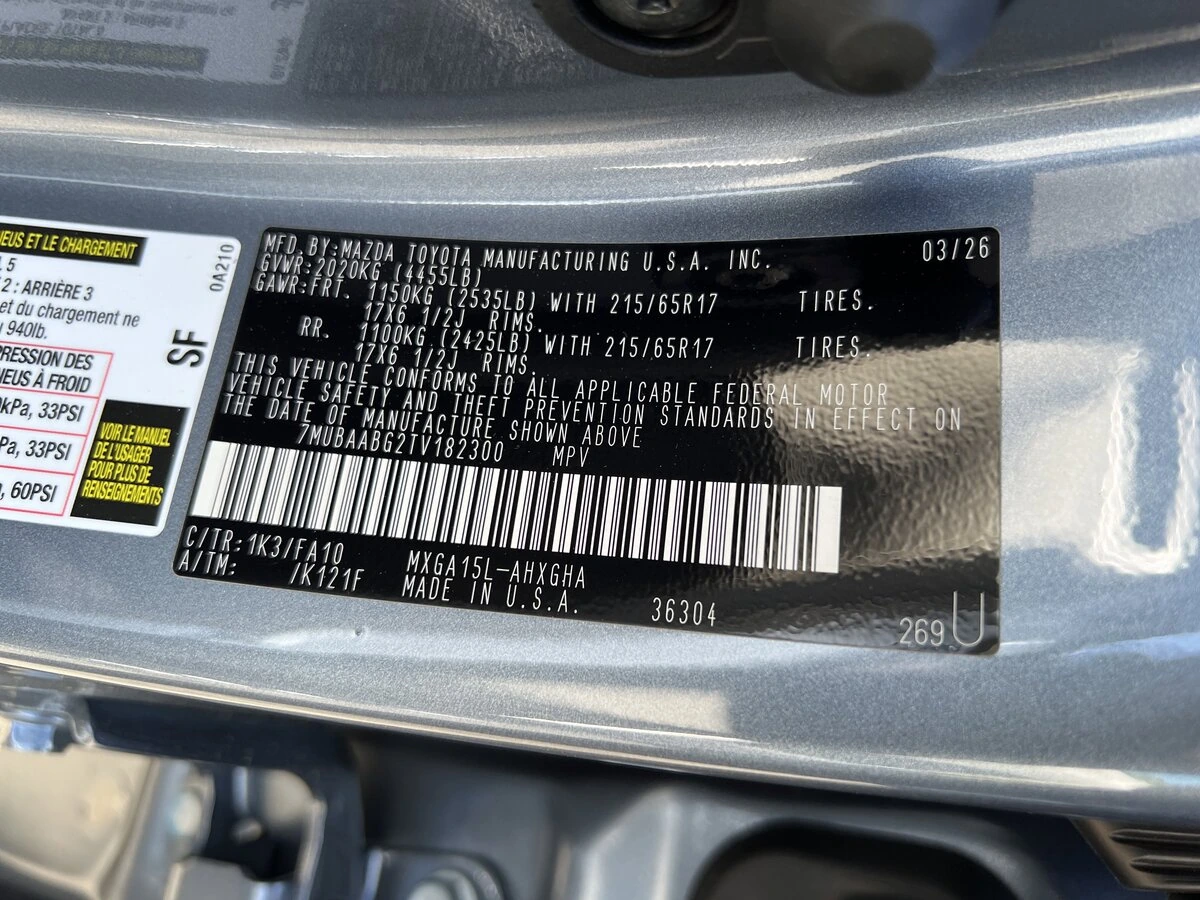 NEUS ET LE CHARGEMENT
L 5
2 : ARRIÈRE 3
et du chargement ne
940lb.
PRESSION DES
NEUS À FROID
0kPa, 33PSI
Pa, 33PSI
, 60PSI
VOIR LE MANUEL
DE L'USAGER
POUR PLUS DE
RENSEIGNEMENTS
0A210
SF
MFD. BY:MAZDA TOYOTA MANUFACTURING U.S.A. INC. 03/26
GVWR:2020KG (4455LB)
GAWR:FRT. 1150KG (2535LB) WITH 215/65R17 TIRES.
17X6 1/2J RIMS.
RR. 1100KG (2425LB) WITH 215/65R17 TIRES.
17X6 1/2J RIMS.
THIS VEHICLE CONFORMS TO ALL APPLICABLE FEDERAL MOTOR
VEHICLE SAFETY AND THEFT PREVENTION STANDARDS IN EFFECT ON
THE DATE OF MANUFACTURE SHOWN ABOVE
7MUBAABG2TV182300 MPV
C/TR:1K3/FA10 MXGA15L-AHXGHA
A/TM: /K121F MADE IN U.S.A. 36304
269 U